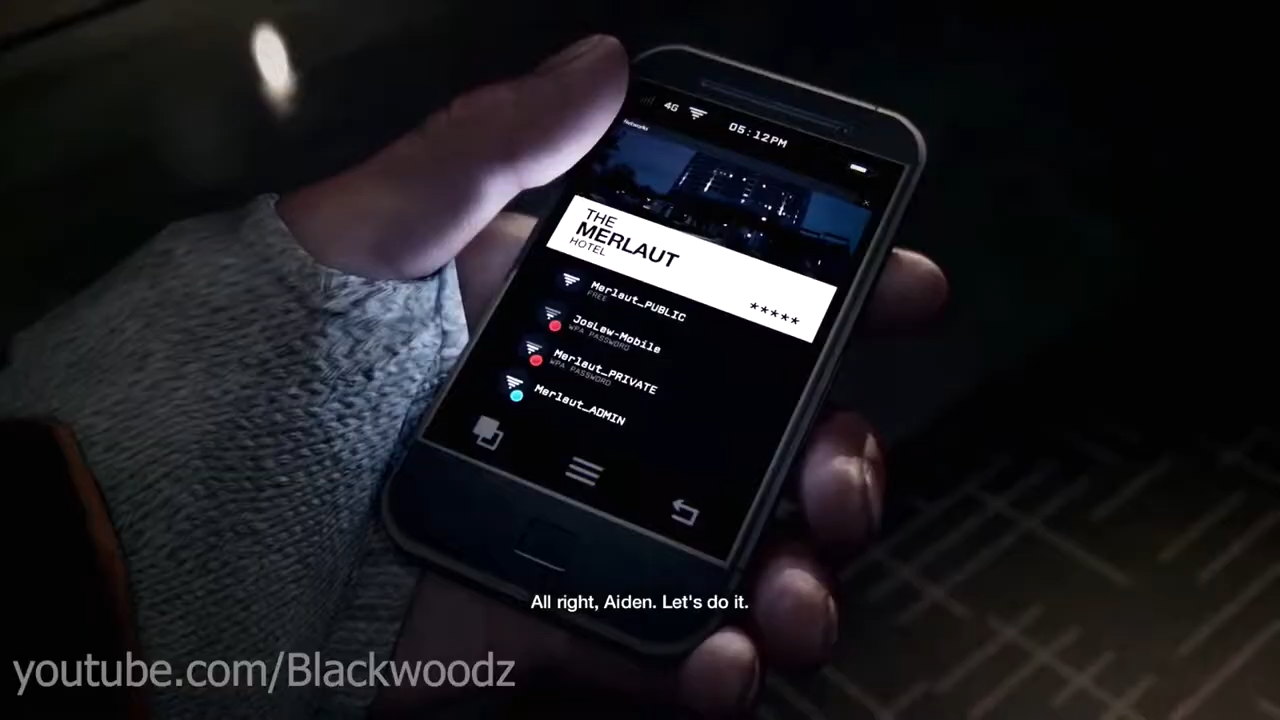 4G 05:12PM
Networks
THE
MERLAUT
HOTEL
★★★★★
Merlaut_PUBLIC
FREE
JosLew-Mobile
WPA PASSWORD
Merlaut_PRIVATE
WPA PASSWORD
Merlaut_ADMIN
All right, Aiden. Let's do it.
youtube.com/Blackwoodz